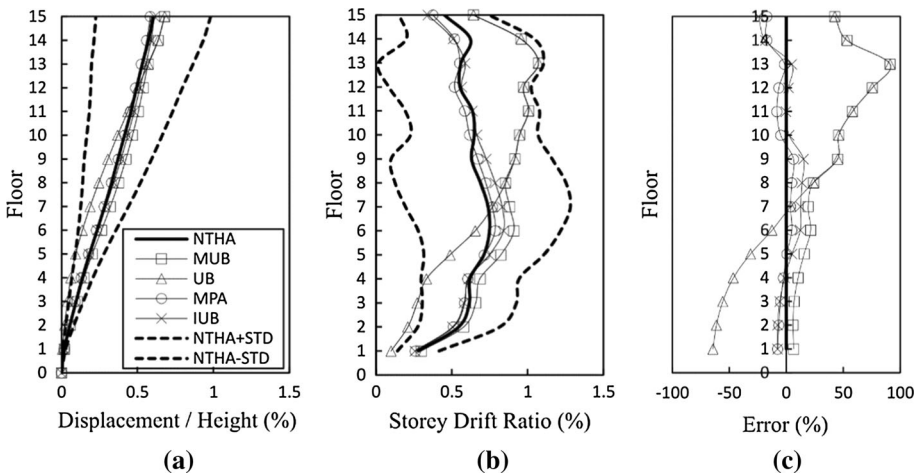 Floor
15
14
13
12
11
10
9
8
7
6
5
4
3
2
1
0
0 0.5 1 1.5
NTHA
MUB
UB
MPA
IUB
NTHA+STD
NTHA-STD
Displacement / Height (%)
(a)
Floor
15
14
13
12
11
10
9
8
7
6
5
4
3
2
1
0
0 0.5 1 1.5
Storey Drift Ratio (%)
(b)
Floor
15
14
13
12
11
10
9
8
7
6
5
4
3
2
1
0
-100 -50 0 50 100
Error (%)
(c)